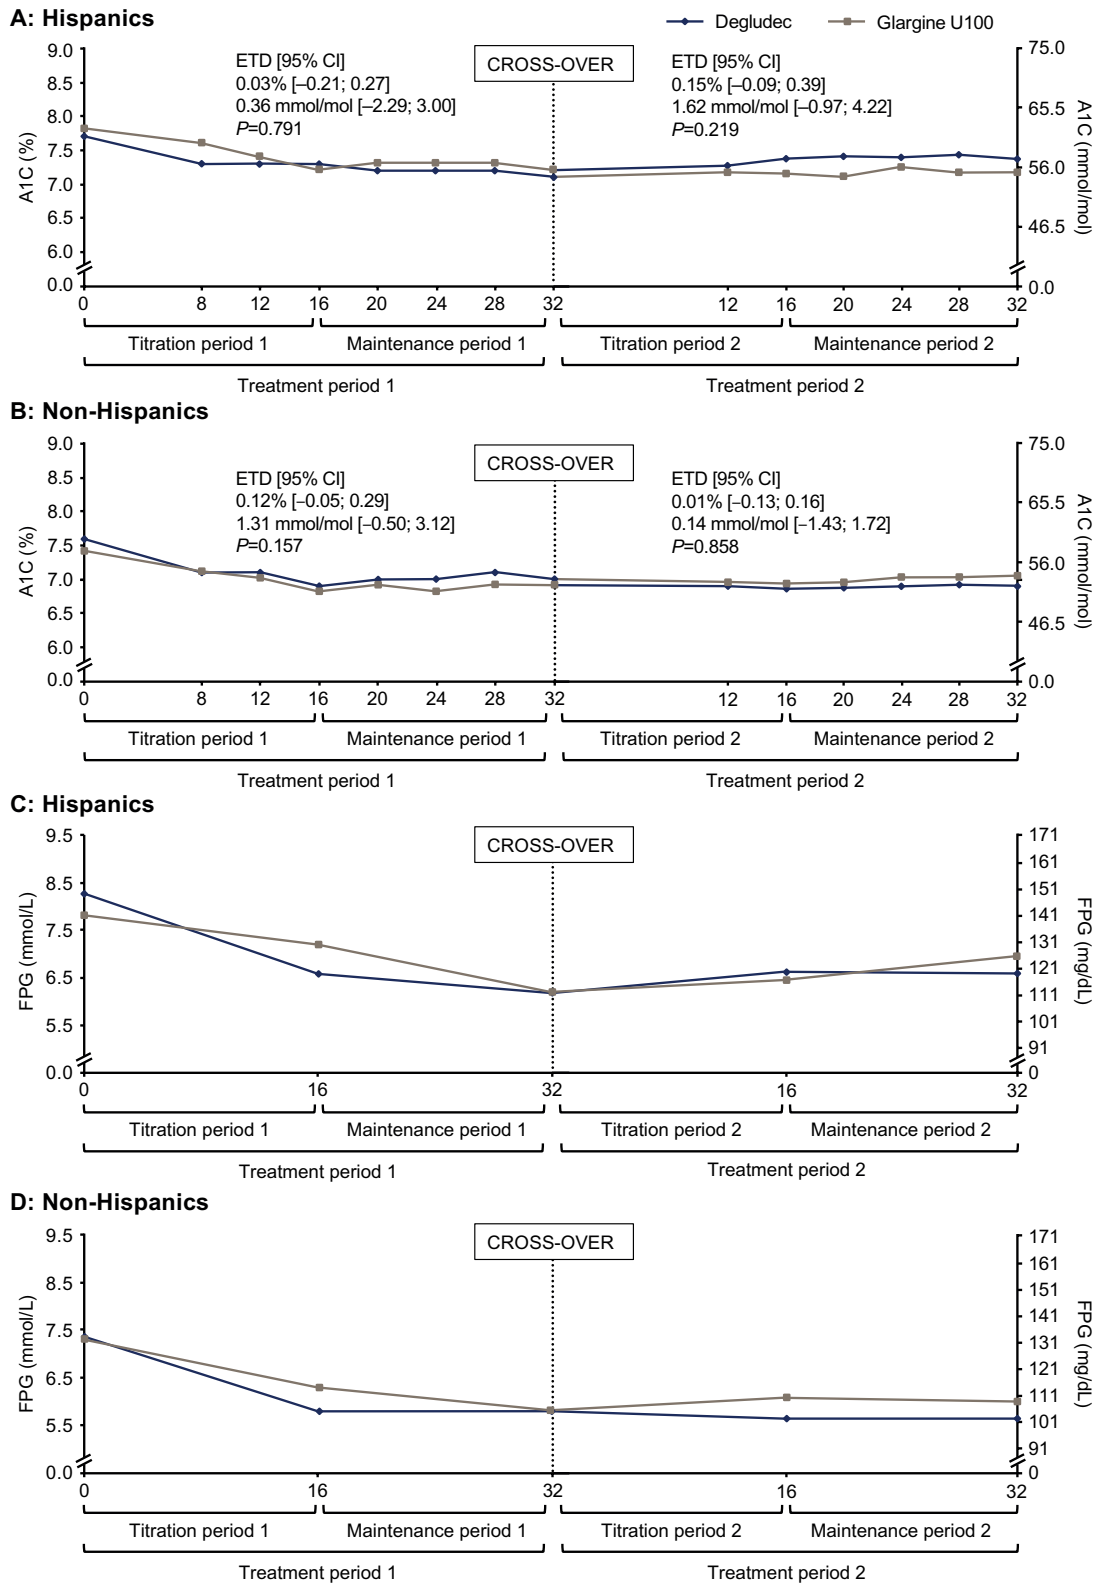 A: Hispanics
Degludec
Glargine U100
9.0
8.5
8.0
7.5
7.0
6.5
6.0
0.0
A1C (%)
ETD [95% CI]
0.03% [–0.21; 0.27]
0.36 mmol/mol [–2.29; 3.00]
P=0.791
CROSS-OVER
ETD [95% CI]
0.15% [–0.09; 0.39]
1.62 mmol/mol [–0.97; 4.22]
P=0.219
75.0
65.5
56.0
46.5
0.0
A1C (mmol/mol)
0 8 12 16 20 24 28 32 12 16 20 24 28 32
Titration period 1 Maintenance period 1 Titration period 2 Maintenance period 2
Treatment period 1 Treatment period 2
B: Non-Hispanics
9.0
8.5
8.0
7.5
7.0
6.5
6.0
0.0
A1C (%)
ETD [95% CI]
0.12% [-0.05; 0.29]
1.31 mmol/mol [–0.50; 3.12]
P=0.157
CROSS-OVER
ETD [95% CI]
0.01% [–0.13; 0.16]
0.14 mmol/mol [–1.43; 1.72]
P=0.858
75.0
65.5
56.0
46.5
0.0
A1C (mmol/mol)
0 8 12 16 20 24 28 32 12 16 20 24 28 32
Titration period 1 Maintenance period 1 Titration period 2 Maintenance period 2
Treatment period 1 Treatment period 2
C: Hispanics
9.5
8.5
7.5
6.5
5.5
0.0
FPG (mmol/L)
CROSS-OVER
171
161
151
141
131
121
111
101
91
0
FPG (mg/dL)
0 16 32 16 32
Titration period 1 Maintenance period 1 Titration period 2 Maintenance period 2
Treatment period 1 Treatment period 2
D: Non-Hispanics
9.5
8.5
7.5
6.5
5.5
0.0
FPG (mmol/L)
CROSS-OVER
171
161
151
141
131
121
111
101
91
0
FPG (mg/dL)
0 16 32 16 32
Titration period 1 Maintenance period 1 Titration period 2 Maintenance period 2
Treatment period 1 Treatment period 2